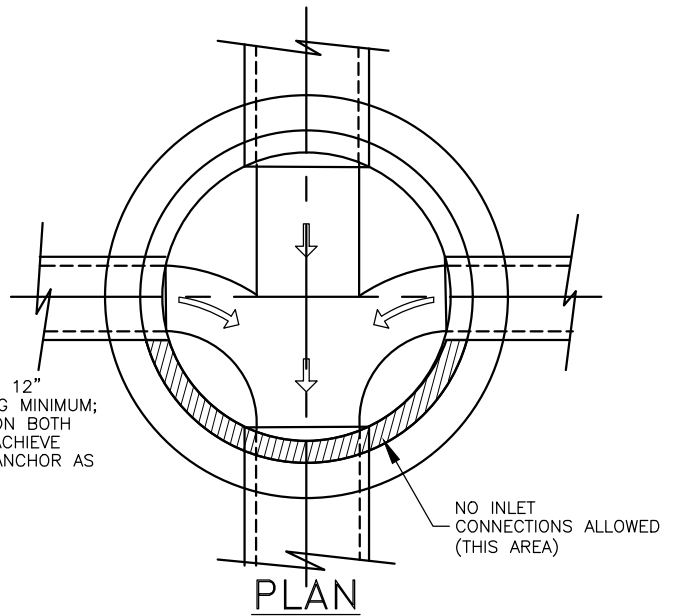 12"
G MINIMUM;
ON BOTH
ACHIEVE
ANCHOR AS
NO INLET
CONNECTIONS ALLOWED
(THIS AREA)
PLAN